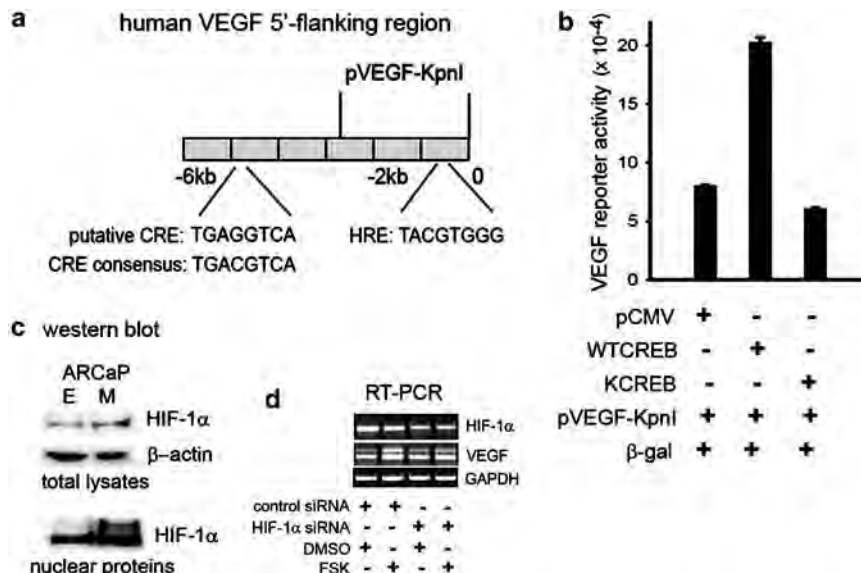 a
human VEGF 5'-flanking region
pVEGF-KpnI
-6kb -2kb 0
putative CRE: TGAGGTCA
CRE consensus: TGACGTCA
HRE: TACGTGGG
b
VEGF reporter activity (x 10-4)
20
15
10
5
0
pCMV + - -
WTCREB - + -
KCREB - - +
pVEGF-KpnI + + +
β-gal + + +
c western blot
ARCaP
E M
HIF-1α
β-actin
total lysates
HIF-1α
nuclear proteins
d
RT-PCR
HIF-1α
VEGF
GAPDH
control siRNA + + - -
HIF-1α siRNA - - + +
DMSO + - + -
FSK - + - +